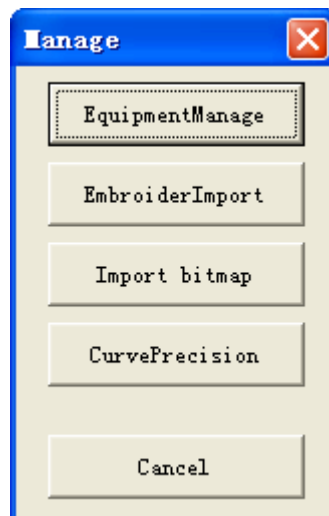 Manage
EquipmentManage
EmbroiderImport
Import bitmap
CurvePrecision
Cancel